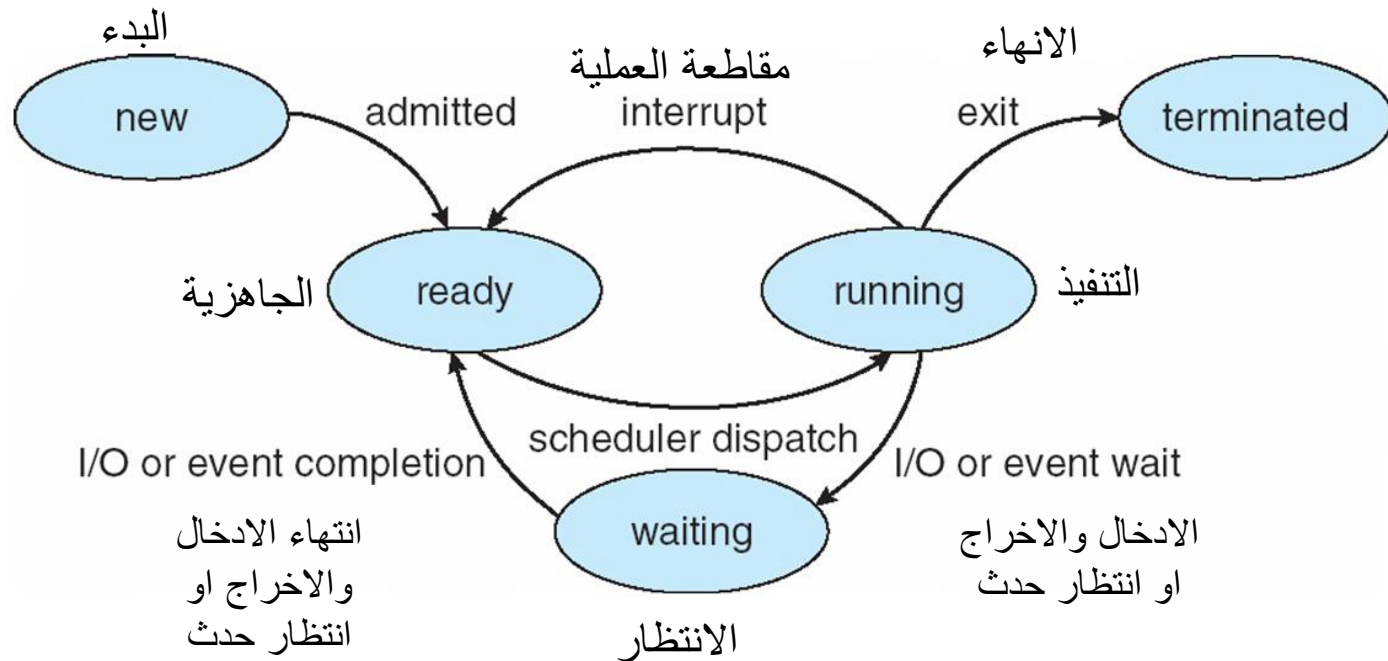 البدء
new
admitted
مقاطعة العملية
interrupt
exit
الانهاء
terminated
الجاهزية
ready
running
التنفيذ
scheduler dispatch
I/O or event completion
I/O or event wait
waiting
انتهاء الادخال
والاخراج او
انتظار حدث
الادخال والاخراج
او انتظار حدث
الانتظار